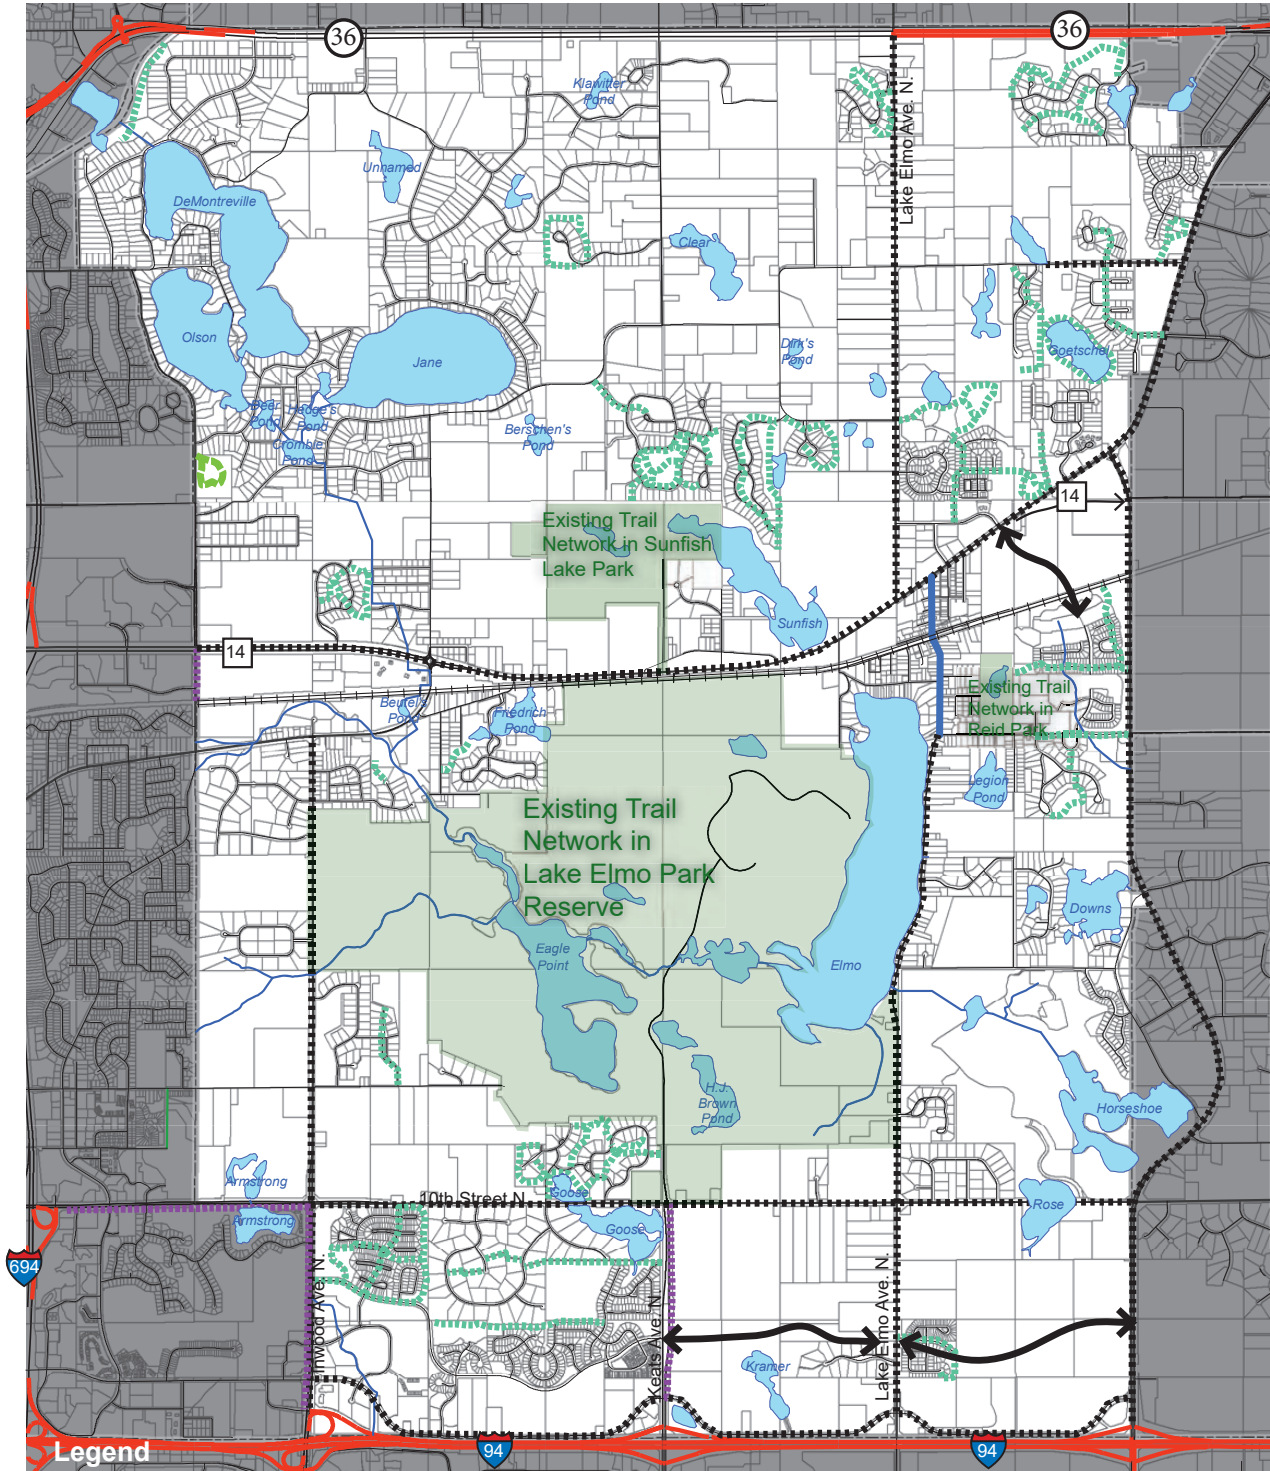 36
36
Klawitter
Pond
Lake Elmo Ave. N.
Unnamed
DeMontreville
Clear
Olson
Jane
Dirk's
Pond
Goetschel
Deer
Pond
Hedge's
Pond
Crombie
Pond
Berschen's
Pond
14
Existing Trail
Network in Sunfish
Lake Park
Sunfish
14
Existing Trail
Network in
Reid Park
Beutel's
Pond
Friedrich
Pond
Legion
Pond
Existing Trail
Network in
Lake Elmo Park
Reserve
Downs
Eagle
Point
Elmo
H.J.
Brown
Pond
Horseshoe
Armstrong
10th Street N.
Goose
Rose
Armstrong
Goose
694
Inwood Ave. N.
Keats Ave. N.
Lake Elmo Ave. N.
Kramer
Legend
94
94